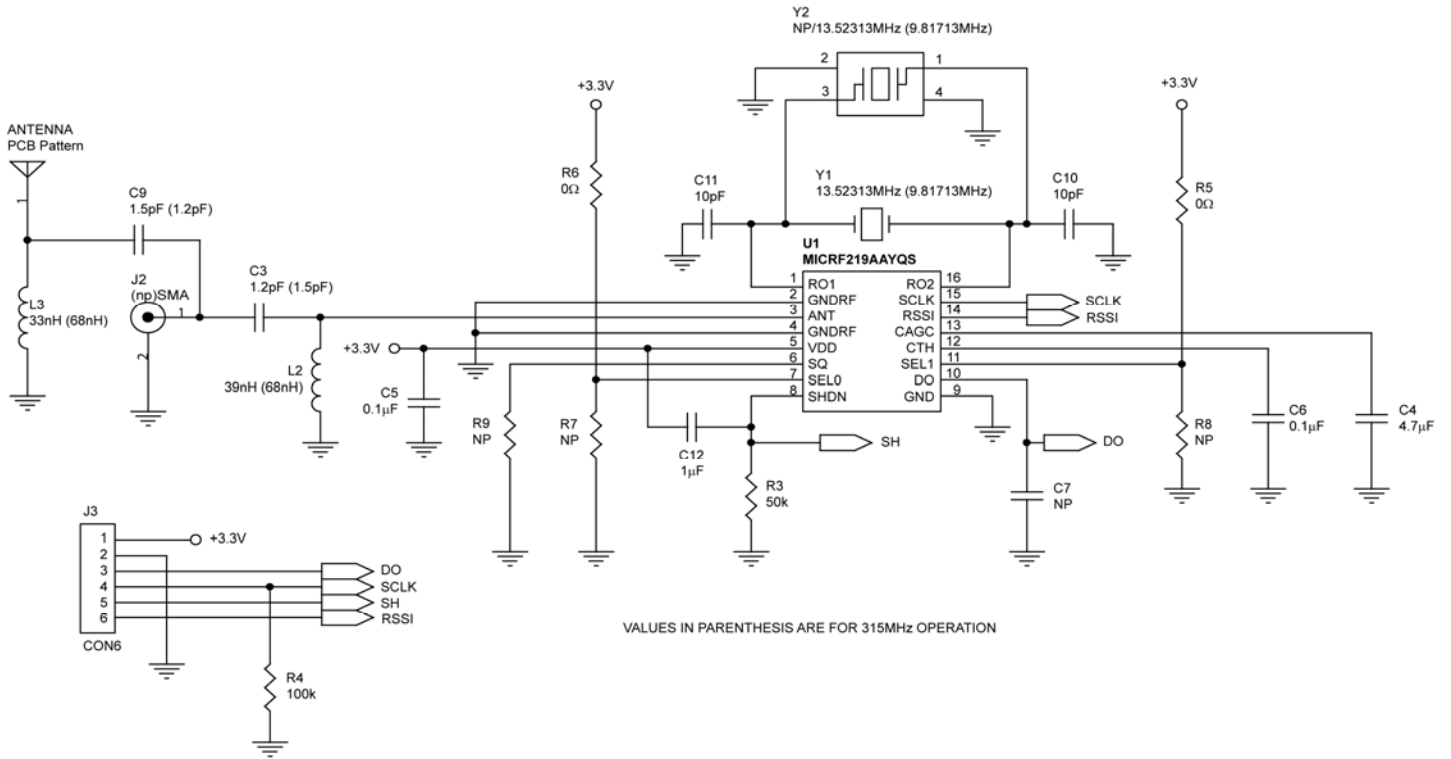 Y2
NP/13.52313MHz (9.81713MHz)
2
1
3
4
+3.3V
+3.3V
ANTENNA
PCB Pattern
1
C9
1.5pF (1.2pF)
R6
0Ω
C11
10pF
Y1
13.52313MHz (9.81713MHz)
C10
10pF
R5
0Ω
J2
(np)SMA
1
2
L3
33nH (68nH)
C3
1.2pF (1.5pF)
U1
MICRF219AAYQS
1 RO1 RO2 16
2 GNDRF SCLK 15 SCLK
3 ANT RSSI 14 RSSI
4 GNDRF CAGC 13
5 VDD CTH 12
6 SQ SEL1 11
7 SEL0 DO 10
8 SHDN GND 9
+3.3V
L2
39nH (68nH)
C5
0.1µF
R9
NP
R7
NP
C12
1µF
SH
R3
50k
DO
C7
NP
R8
NP
C6
0.1µF
C4
4.7µF
J3
1 +3.3V
2
3 DO
4 SCLK
5 SH
6 RSSI
CON6
R4
100k
VALUES IN PARENTHESIS ARE FOR 315MHz OPERATION